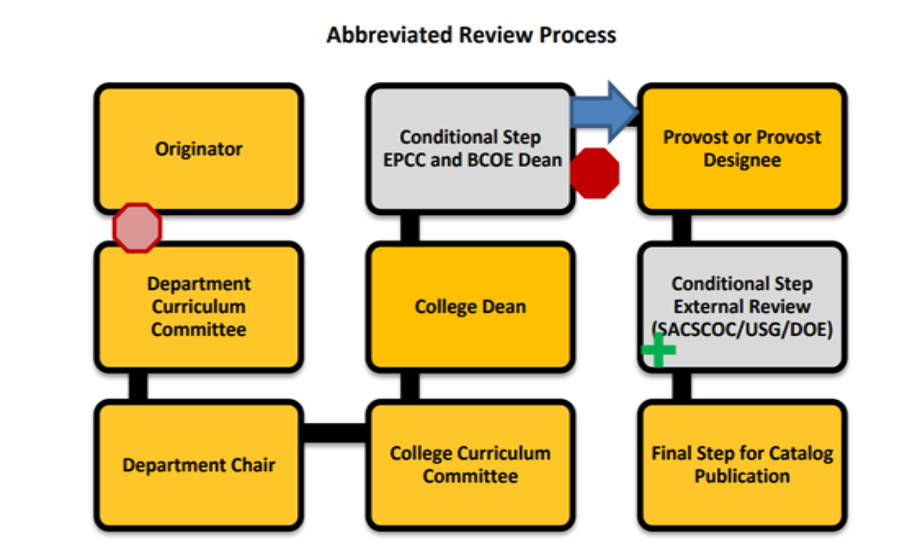 Abbreviated Review Process
Originator
Department
Curriculum
Committee
Department Chair
Conditional Step
EPCC and BCOE Dean
College Dean
College Curriculum
Committee
Provost or Provost
Designee
Conditional Step
External Review
(SACSCOC/USG/DOE)
Final Step for Catalog
Publication